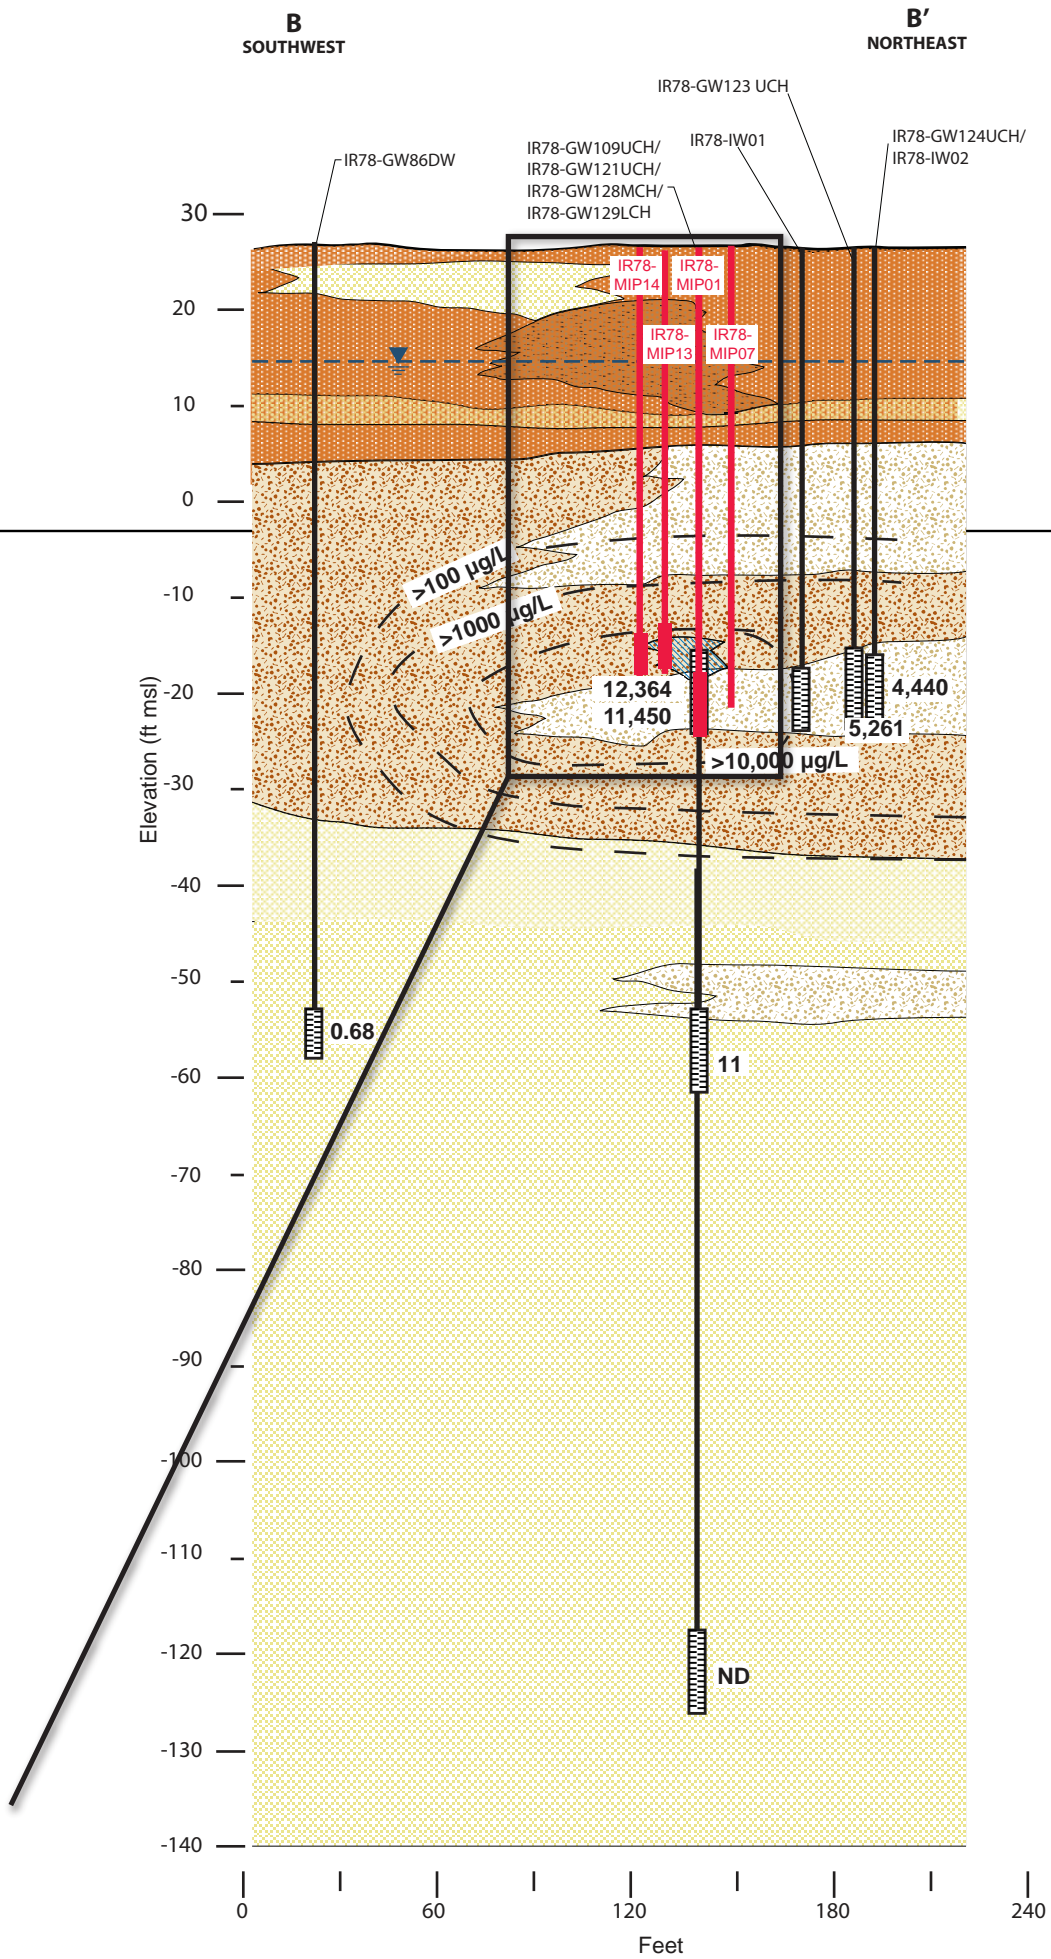 B
SOUTHWEST
B'
NORTHEAST
IR78-GW123 UCH
IR78-GW86DW
IR78-GW109UCH/
IR78-GW121UCH/
IR78-GW128MCH/
IR78-GW129LCH
IR78-IW01
IR78-GW124UCH/
IR78-IW02
30
20
10
0
-10
-20
-30
-40
-50
-60
-70
-80
-90
-100
-110
-120
-130
-140
Elevation (ft msl)
IR78-
MIP14
IR78-
MIP01
IR78-
MIP13
IR78-
MIP07
>100 µg/L
>1000 µg/L
12,364
11,450
4,440
5,261
>10,000 µg/L
0.68
11
ND
0
60
120
180
240
Feet